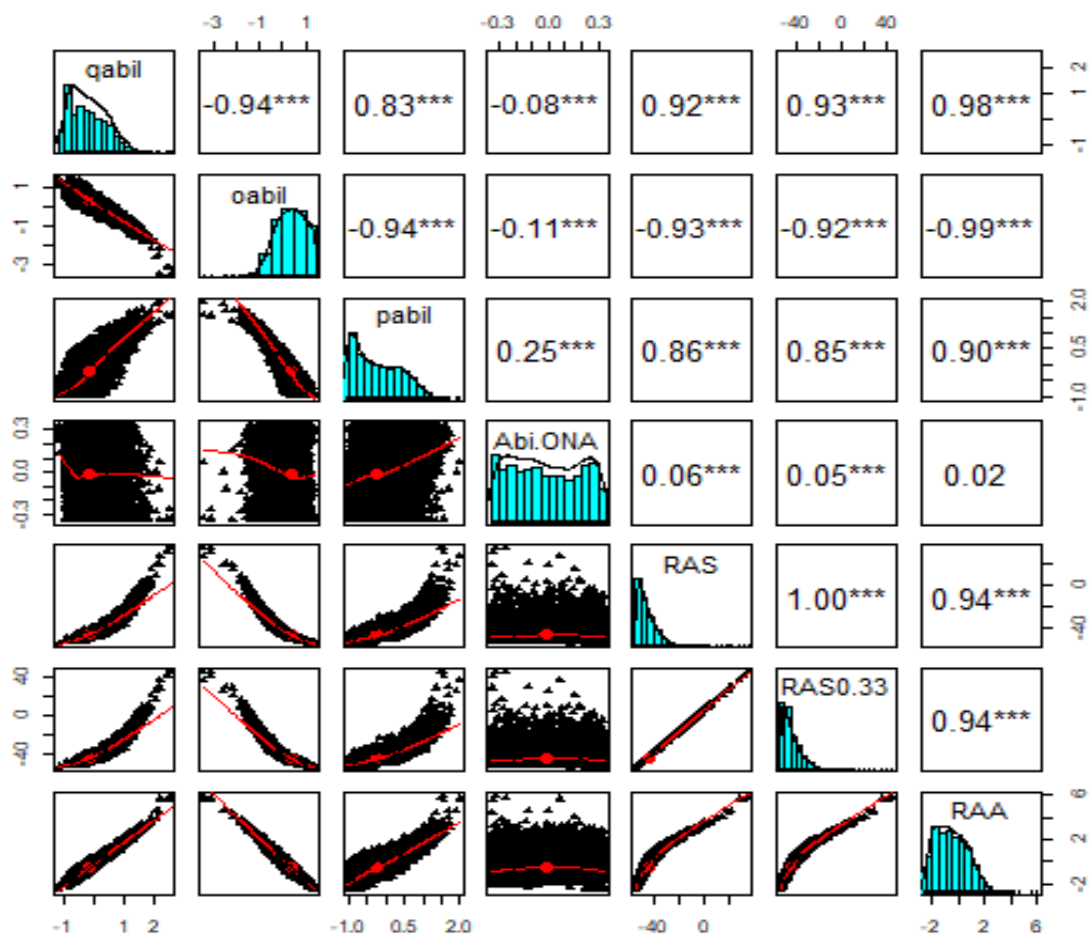 -3 -1 1 -0.3 0.0 0.3 -40 0
qabil -0.94*** 0.83*** -0.08*** 0.92*** 0.93*** 0.98*** -1 1 2
-3 -1 1 oabil -0.94*** -0.11*** -0.93*** -0.92*** -0.99***
pabil 0.25*** 0.86*** 0.85*** 0.90*** -1.0 0.5 2.0
-0.3 0.0 0.3 Abi.ONA 0.06*** 0.05*** 0.02
RAS 1.00*** 0.94*** -40 0
-40 0 40 RAS0.33 0.94***
RAA -2 2 6
-1 1 2 -1.0 0.5 2.0 -40 0 -2 2 6